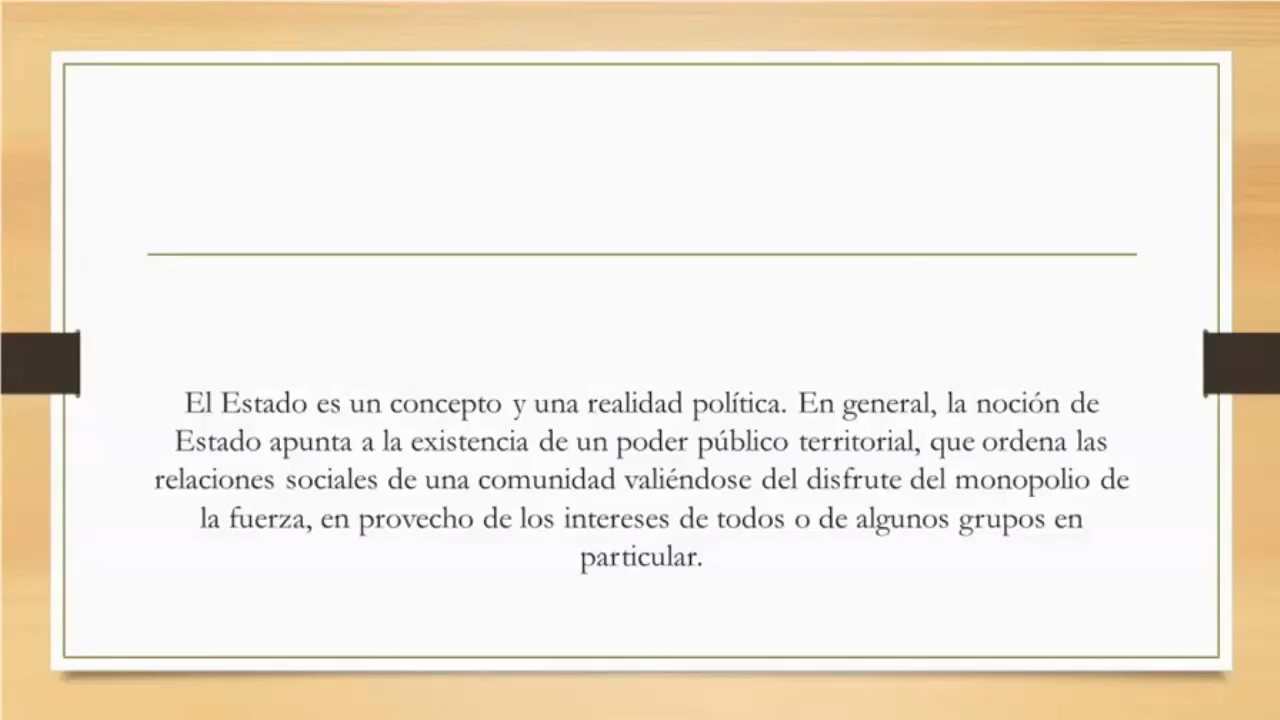 El Estado es un concepto y una realidad política. En general, la noción de
Estado apunta a la existencia de un poder público territorial, que ordena las
relaciones sociales de una comunidad valiéndose del disfrute del monopolio de
la fuerza, en provecho de los intereses de todos o de algunos grupos en
particular.